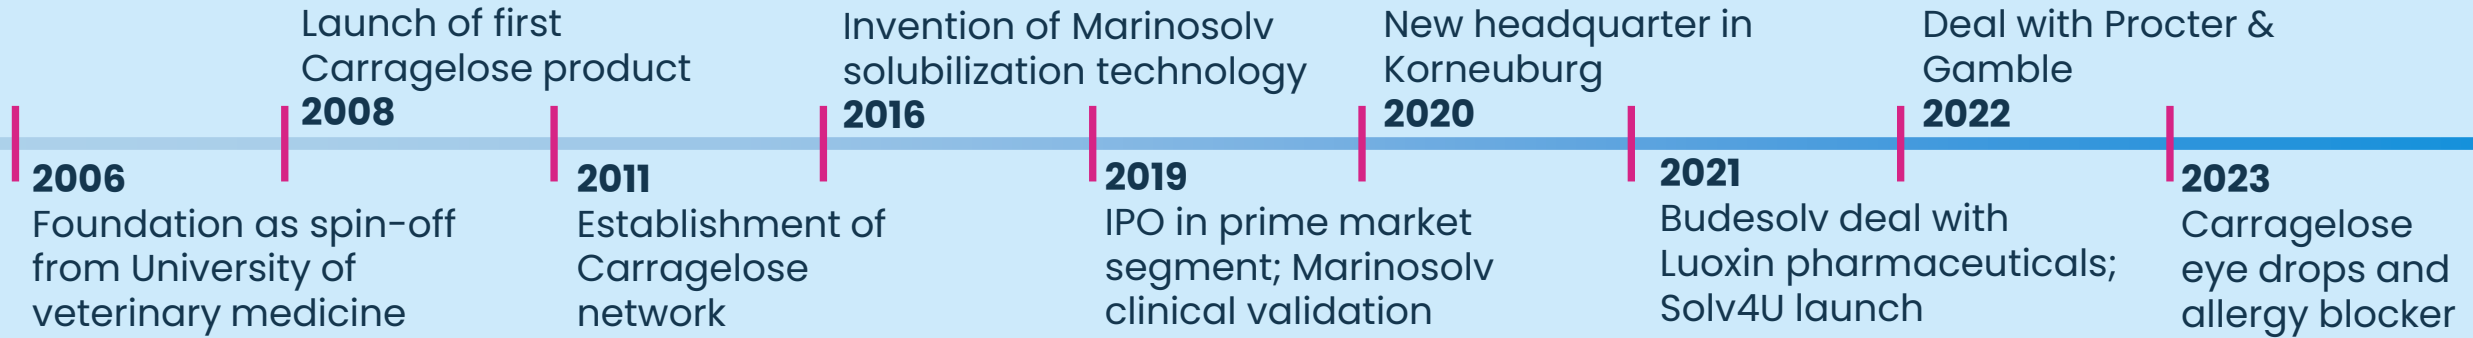 2006
Foundation as spin-off
from University of
veterinary medicine
Launch of first
Carragelose product
2008
2011
Establishment of
Carragelose
network
Invention of Marinosolv
solubilization technology
2016
2019
IPO in prime market
segment; Marinosolv
clinical validation
New headquarter in
Korneuburg
2020
2021
Budesolv deal with
Luoxin pharmaceuticals;
Solv4U launch
Deal with Procter &
Gamble
2022
2023
Carragelose
eye drops and
allergy blocker